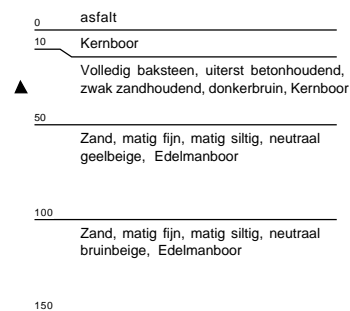 0 asfalt
10 Kernboor
Volledig baksteen, uiterst betonhoudend,
zwak zandhoudend, donkerbruin, Kernboor
50
Zand, matig fijn, matig siltig, neutraal
geelbeige, Edelmanboor
100
Zand, matig fijn, matig siltig, neutraal
bruinbeige, Edelmanboor
150